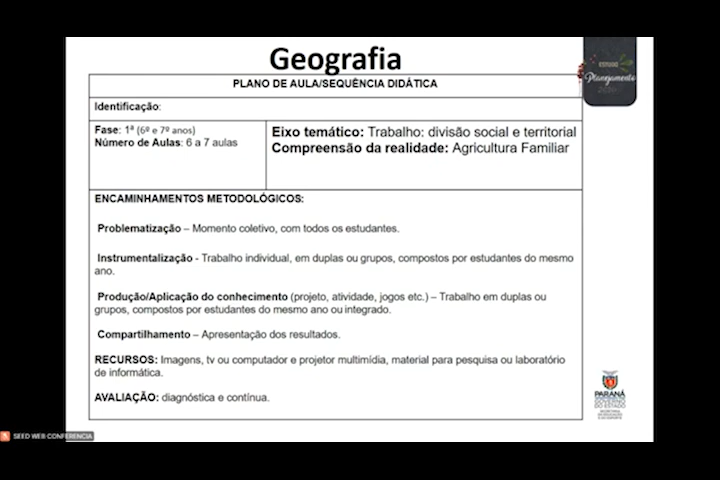 Geografia
PLANO DE AULA/SEQUÊNCIA DIDÁTICA
ESTUDO
Planejamento
Identificação:
Fase: 1ª (6º e 7º anos)
Número de Aulas: 6 a 7 aulas
Eixo temático: Trabalho: divisão social e territorial
Compreensão da realidade: Agricultura Familiar
ENCAMINHAMENTOS METODOLÓGICOS:
Problematização – Momento coletivo, com todos os estudantes.
Instrumentalização - Trabalho individual, em duplas ou grupos, compostos por estudantes do mesmo
ano.
Produção/Aplicação do conhecimento (projeto, atividade, jogos etc.) – Trabalho em duplas ou
grupos, compostos por estudantes do mesmo ano ou integrado.
Compartilhamento – Apresentação dos resultados.
RECURSOS: Imagens, tv ou computador e projetor multimídia, material para pesquisa ou laboratório
de informática.
AVALIAÇÃO: diagnóstica e contínua.
PARANÁ
GOVERNO DO ESTADO
SEED WEB CONFERENCIA